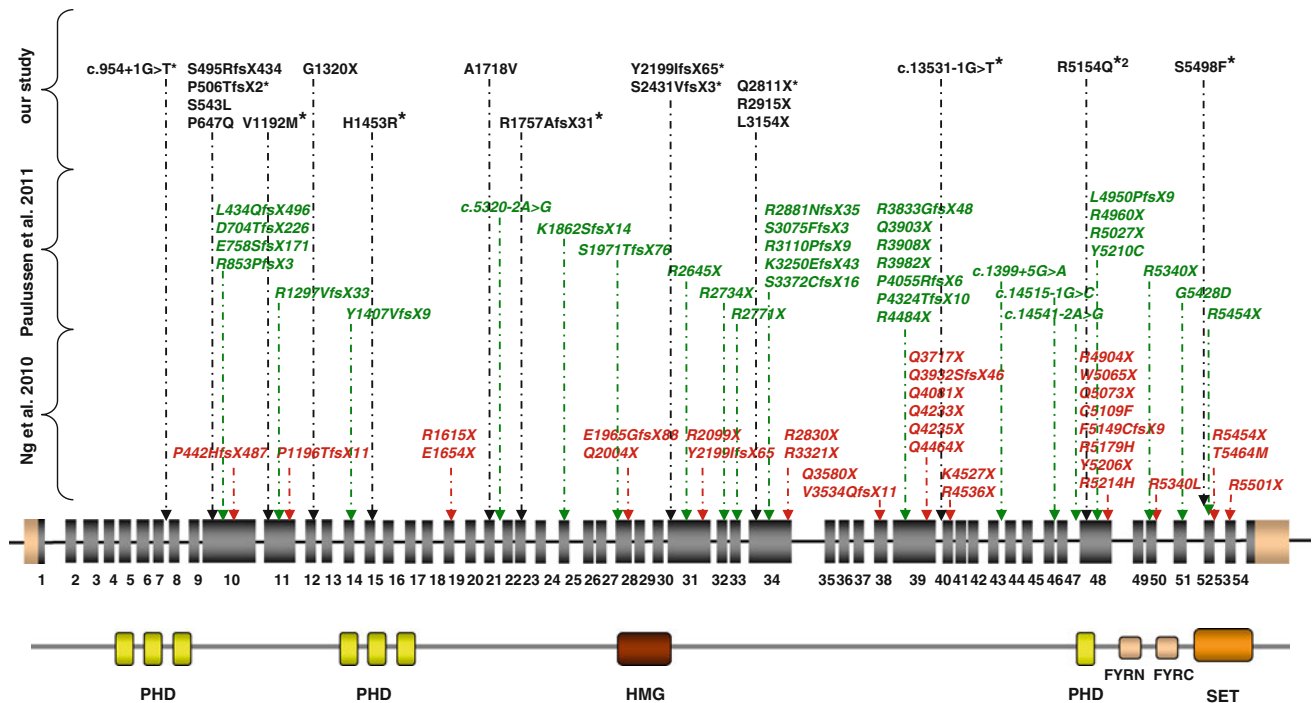 our study
c.954+1G>T*
S495RfsX434
P506TfsX2*
S543L
P647Q
V1192M*
G1320X
H1453R*
A1718V
R1757AfsX31*
Y2199IfsX65*
S2431VfsX3*
Q2811X*
R2915X
L3154X
c.13531-1G>T*
R5154Q*2
S5498F*
Paulussen et al. 2011
L434QfsX496
D704TfsX226
E758SfsX171
R853PfsX3
R1297VfsX33
Y1407VfsX9
c.5320-2A>G
K1862SfsX14
S1971TfsX76
R2645X
R2734X
R2771X
R2881NfsX35
S3075FfsX3
R3110PfsX9
K3250EfsX43
S3372CfsX16
R3833GfsX48
Q3903X
R3908X
R3982X
P4055RfsX6
P4324TfsX10
R4484X
c.1399+5G>A
c.14515-1G>C
c.14541-2A>G
L4950PfsX9
R4960X
R5027X
Y5210C
R5340X
G5428D
R5454X
Ng et al. 2010
P442HfsX487
P1196TfsX11
R1615X
E1654X
E1965GfsX88
Q2004X
R2099X
Y2199IfsX65
R2830X
R3321X
Q3580X
V3534QfsX11
Q3717X
Q3932SfsX46
Q4081X
Q4233X
Q4235X
Q4464X
K4527X
R4536X
R4904X
W5065X
Q5073X
C5109F
F5149CfsX9
R5179H
Y5206X
R5214H
R5340L
R5454X
T5464M
R5501X
1 2 3 4 5 6 7 8 9 10 11 12 13 14 15 16 17 18 19 20 21 22 23 24 25 26 27 28 29 30 31 32 33 34 35 36 37 38 39 40 41 42 43 44 45 46 47 48 49 50 51 52 53 54
PHD PHD HMG PHD FYRN FYRC SET